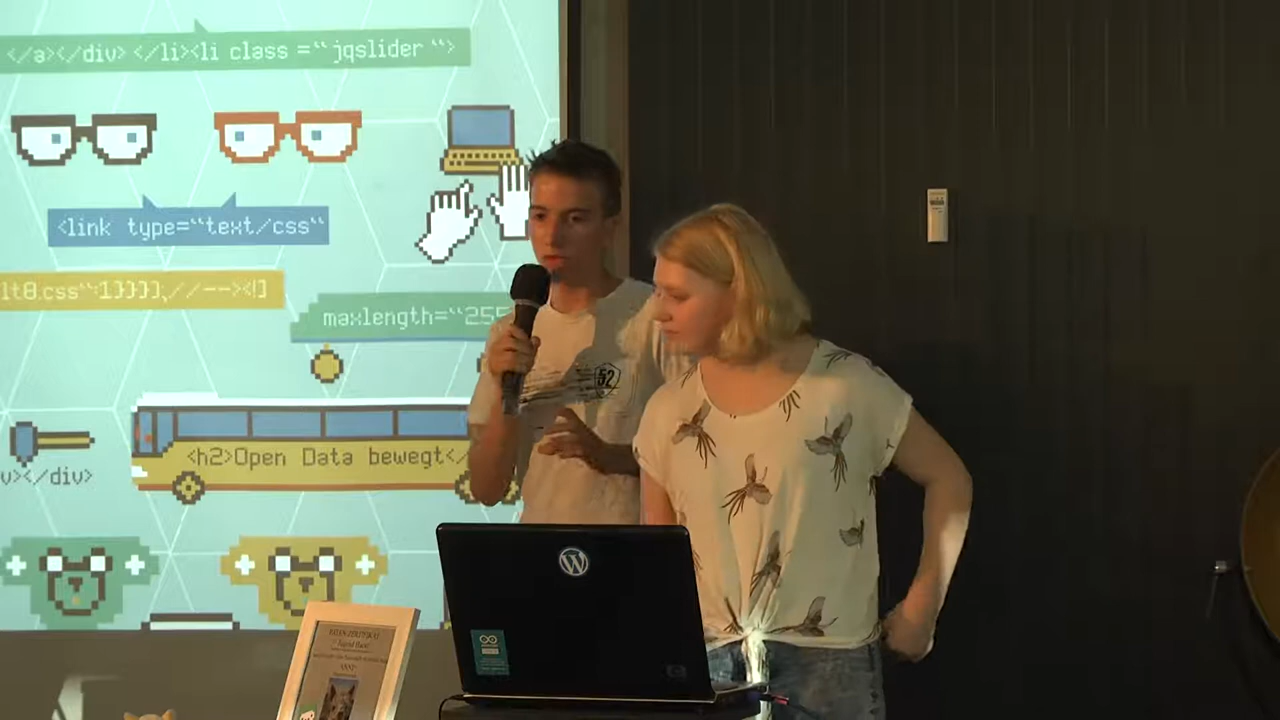 </a></div> </li><li class ="jqslider ">
<link type="text/css"
lt8.css":1}}}};//--><!]
maxlength="255
52
<h2>Open Data bewegt</
v></div>
W